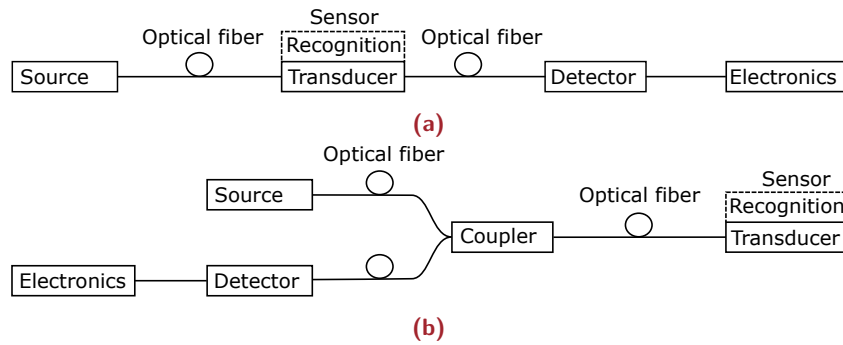 Sensor
Optical fiber
Recognition
Optical fiber
Source
Transducer
Detector
Electronics
(a)
Optical fiber
Source
Optical fiber
Sensor
Recognition
Coupler
Transducer
Electronics
Detector
(b)